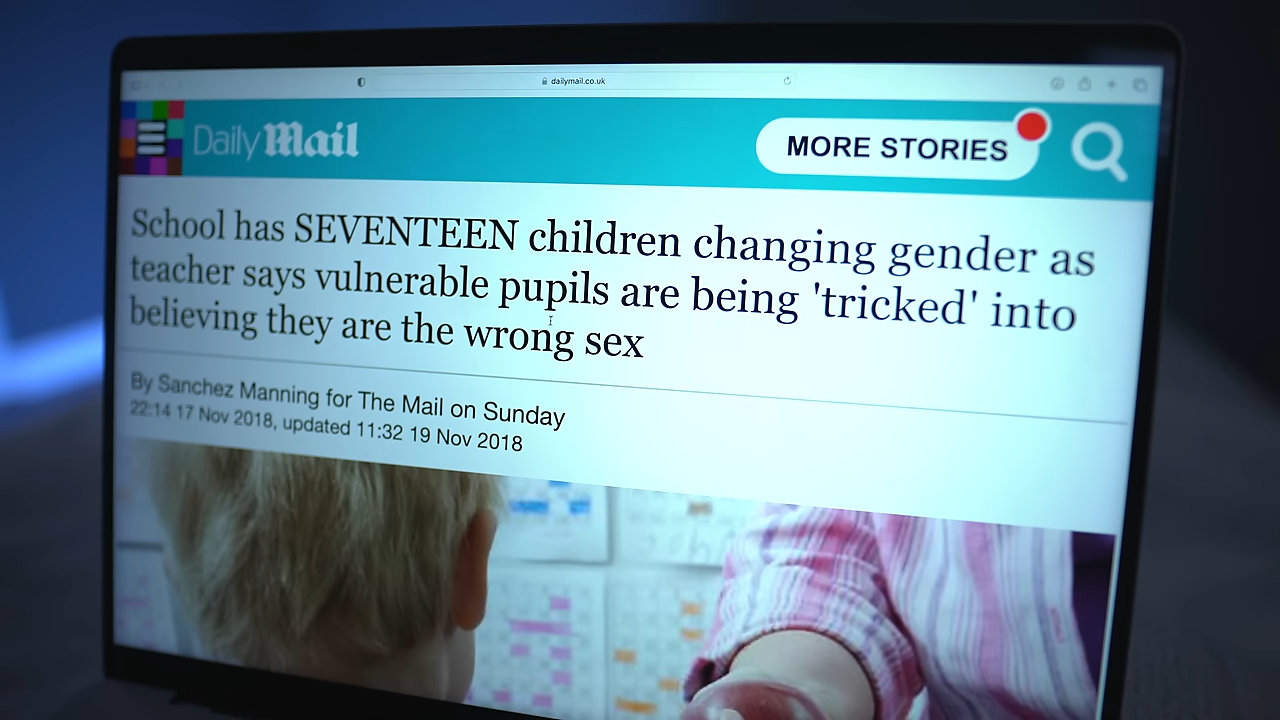 dailymail.co.uk
Daily Mail
MORE STORIES
School has SEVENTEEN children changing gender as
teacher says vulnerable pupils are being 'tricked' into
believing they are the wrong sex
By Sanchez Manning for The Mail on Sunday
22:14 17 Nov 2018, updated 11:32 19 Nov 2018